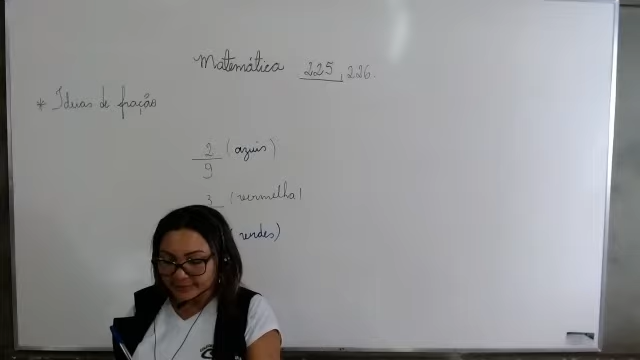 Matemática 225, 226.
* Ideias de fração
2 (azuis)
9
3 (vermelha)
verdes)